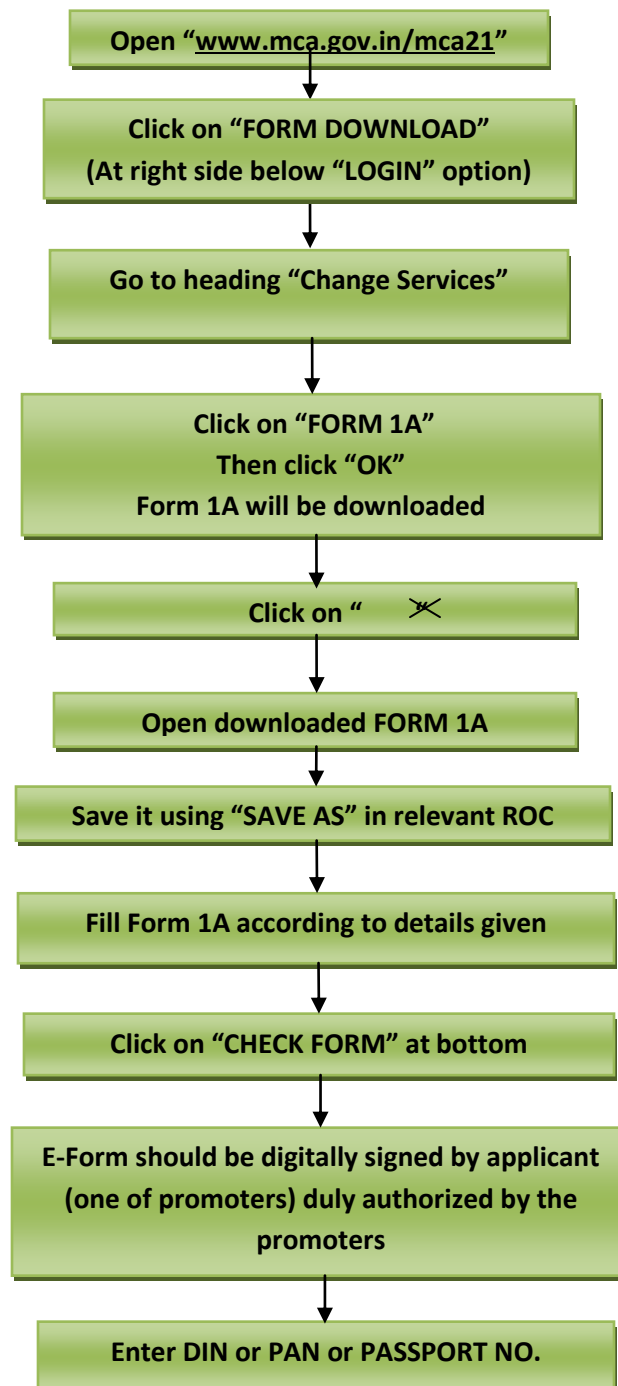 Open “www.mca.gov.in/mca21”
Click on “FORM DOWNLOAD”
(At right side below “LOGIN” option)
Go to heading “Change Services”
Click on “FORM 1A”
Then click “OK”
Form 1A will be downloaded
Click on “ “
Open downloaded FORM 1A
Save it using “SAVE AS” in relevant ROC
Fill Form 1A according to details given
Click on “CHECK FORM” at bottom
E-Form should be digitally signed by applicant
(one of promoters) duly authorized by the
promoters
Enter DIN or PAN or PASSPORT NO.